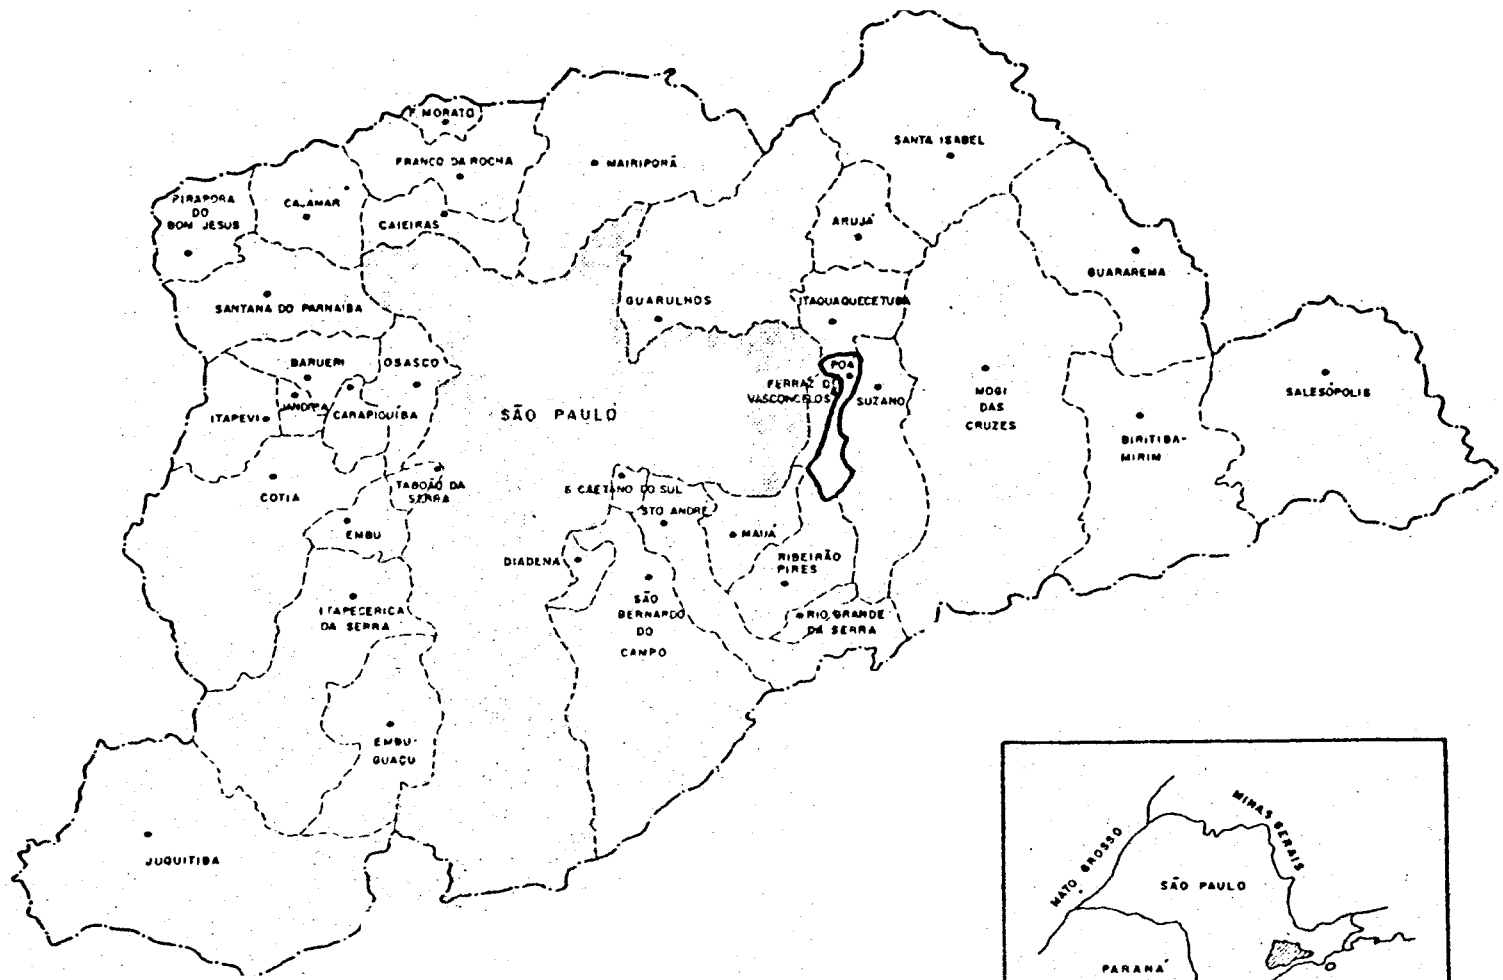 F. MORATO
SANTA ISABEL
FRANCO DA ROCHA
MAIRIPORÃ
PIRAPORA
DO
BOM JESUS
CAJAMAR
CAIEIRAS
ARUJÁ
GUARAREMA
SANTANA DO PARNAÍBA
GUARULHOS
ITAQUAQUECETUBA
BARUERI
OSASCO
POÁ
FERRAZ DE
VASCONCELOS
SUZANO
MOGI
DAS
CRUZES
SALESÓPOLIS
ITAPEVI
JANDIRA
CARAPIQUÍBA
SÃO PAULO
BIRITIBA-
MIRIM
COTIA
TABOÃO DA
SERRA
S CAETANO DO SUL
STO ANDRÉ
EMBU
MAUÁ
DIADENA
RIBEIRÃO
PIRES
SÃO
BERNARDO
DO
CAMPO
ITAPECERICA
DA SERRA
RIO GRANDE
DA SERRA
EMBU-
GUAÇU
JUQUITIBA
MINAS GERAIS
MATO GROSSO
SÃO PAULO
PARANÁ